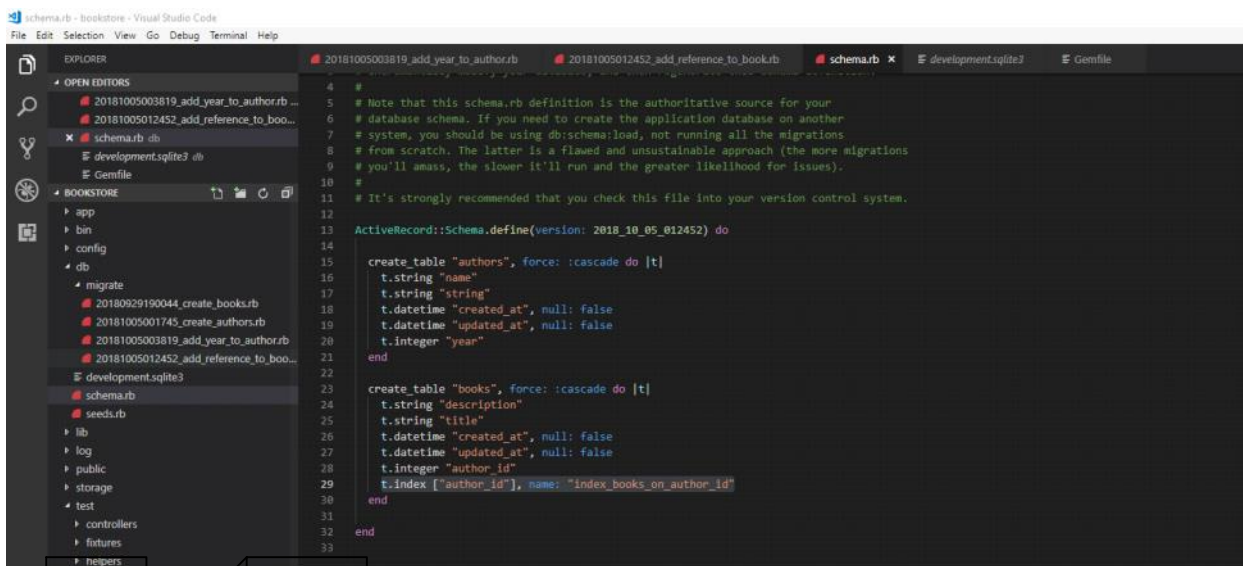 schema.rb - bookstore - Visual Studio Code
File Edit Selection View Go Debug Terminal Help
EXPLORER
OPEN EDITORS
20181005003819_add_year_to_author.rb ...
20181005012452_add_reference_to_boo...
schema.rb db
development.sqlite3 db
Gemfile
BOOKSTORE
app
bin
config
db
migrate
20180929190044_create_books.rb
20181005001745_create_authors.rb
20181005003819_add_year_to_author.rb
20181005012452_add_reference_to_boo...
development.sqlite3
schema.rb
seeds.rb
lib
log
public
storage
test
controllers
fixtures
helpers
20181005003819_add_year_to_author.rb 20181005012452_add_reference_to_book.rb schema.rb development.sqlite3 Gemfile
4 #
5 # Note that this schema.rb definition is the authoritative source for your
6 # database schema. If you need to create the application database on another
7 # system, you should be using db:schema:load, not running all the migrations
8 # from scratch. The latter is a flawed and unsustainable approach (the more migrations
9 # you'll amass, the slower it'll run and the greater likelihood for issues).
10 #
11 # It's strongly recommended that you check this file into your version control system.
12
13 ActiveRecord::Schema.define(version: 2018_10_05_012452) do
14
15 create_table "authors", force: :cascade do |t|
16 t.string "name"
17 t.string "string"
18 t.datetime "created_at", null: false
19 t.datetime "updated_at", null: false
20 t.integer "year"
21 end
22
23 create_table "books", force: :cascade do |t|
24 t.string "description"
25 t.string "title"
26 t.datetime "created_at", null: false
27 t.datetime "updated_at", null: false
28 t.integer "author_id"
29 t.index ["author_id"], name: "index_books_on_author_id"
30 end
31
32 end
33